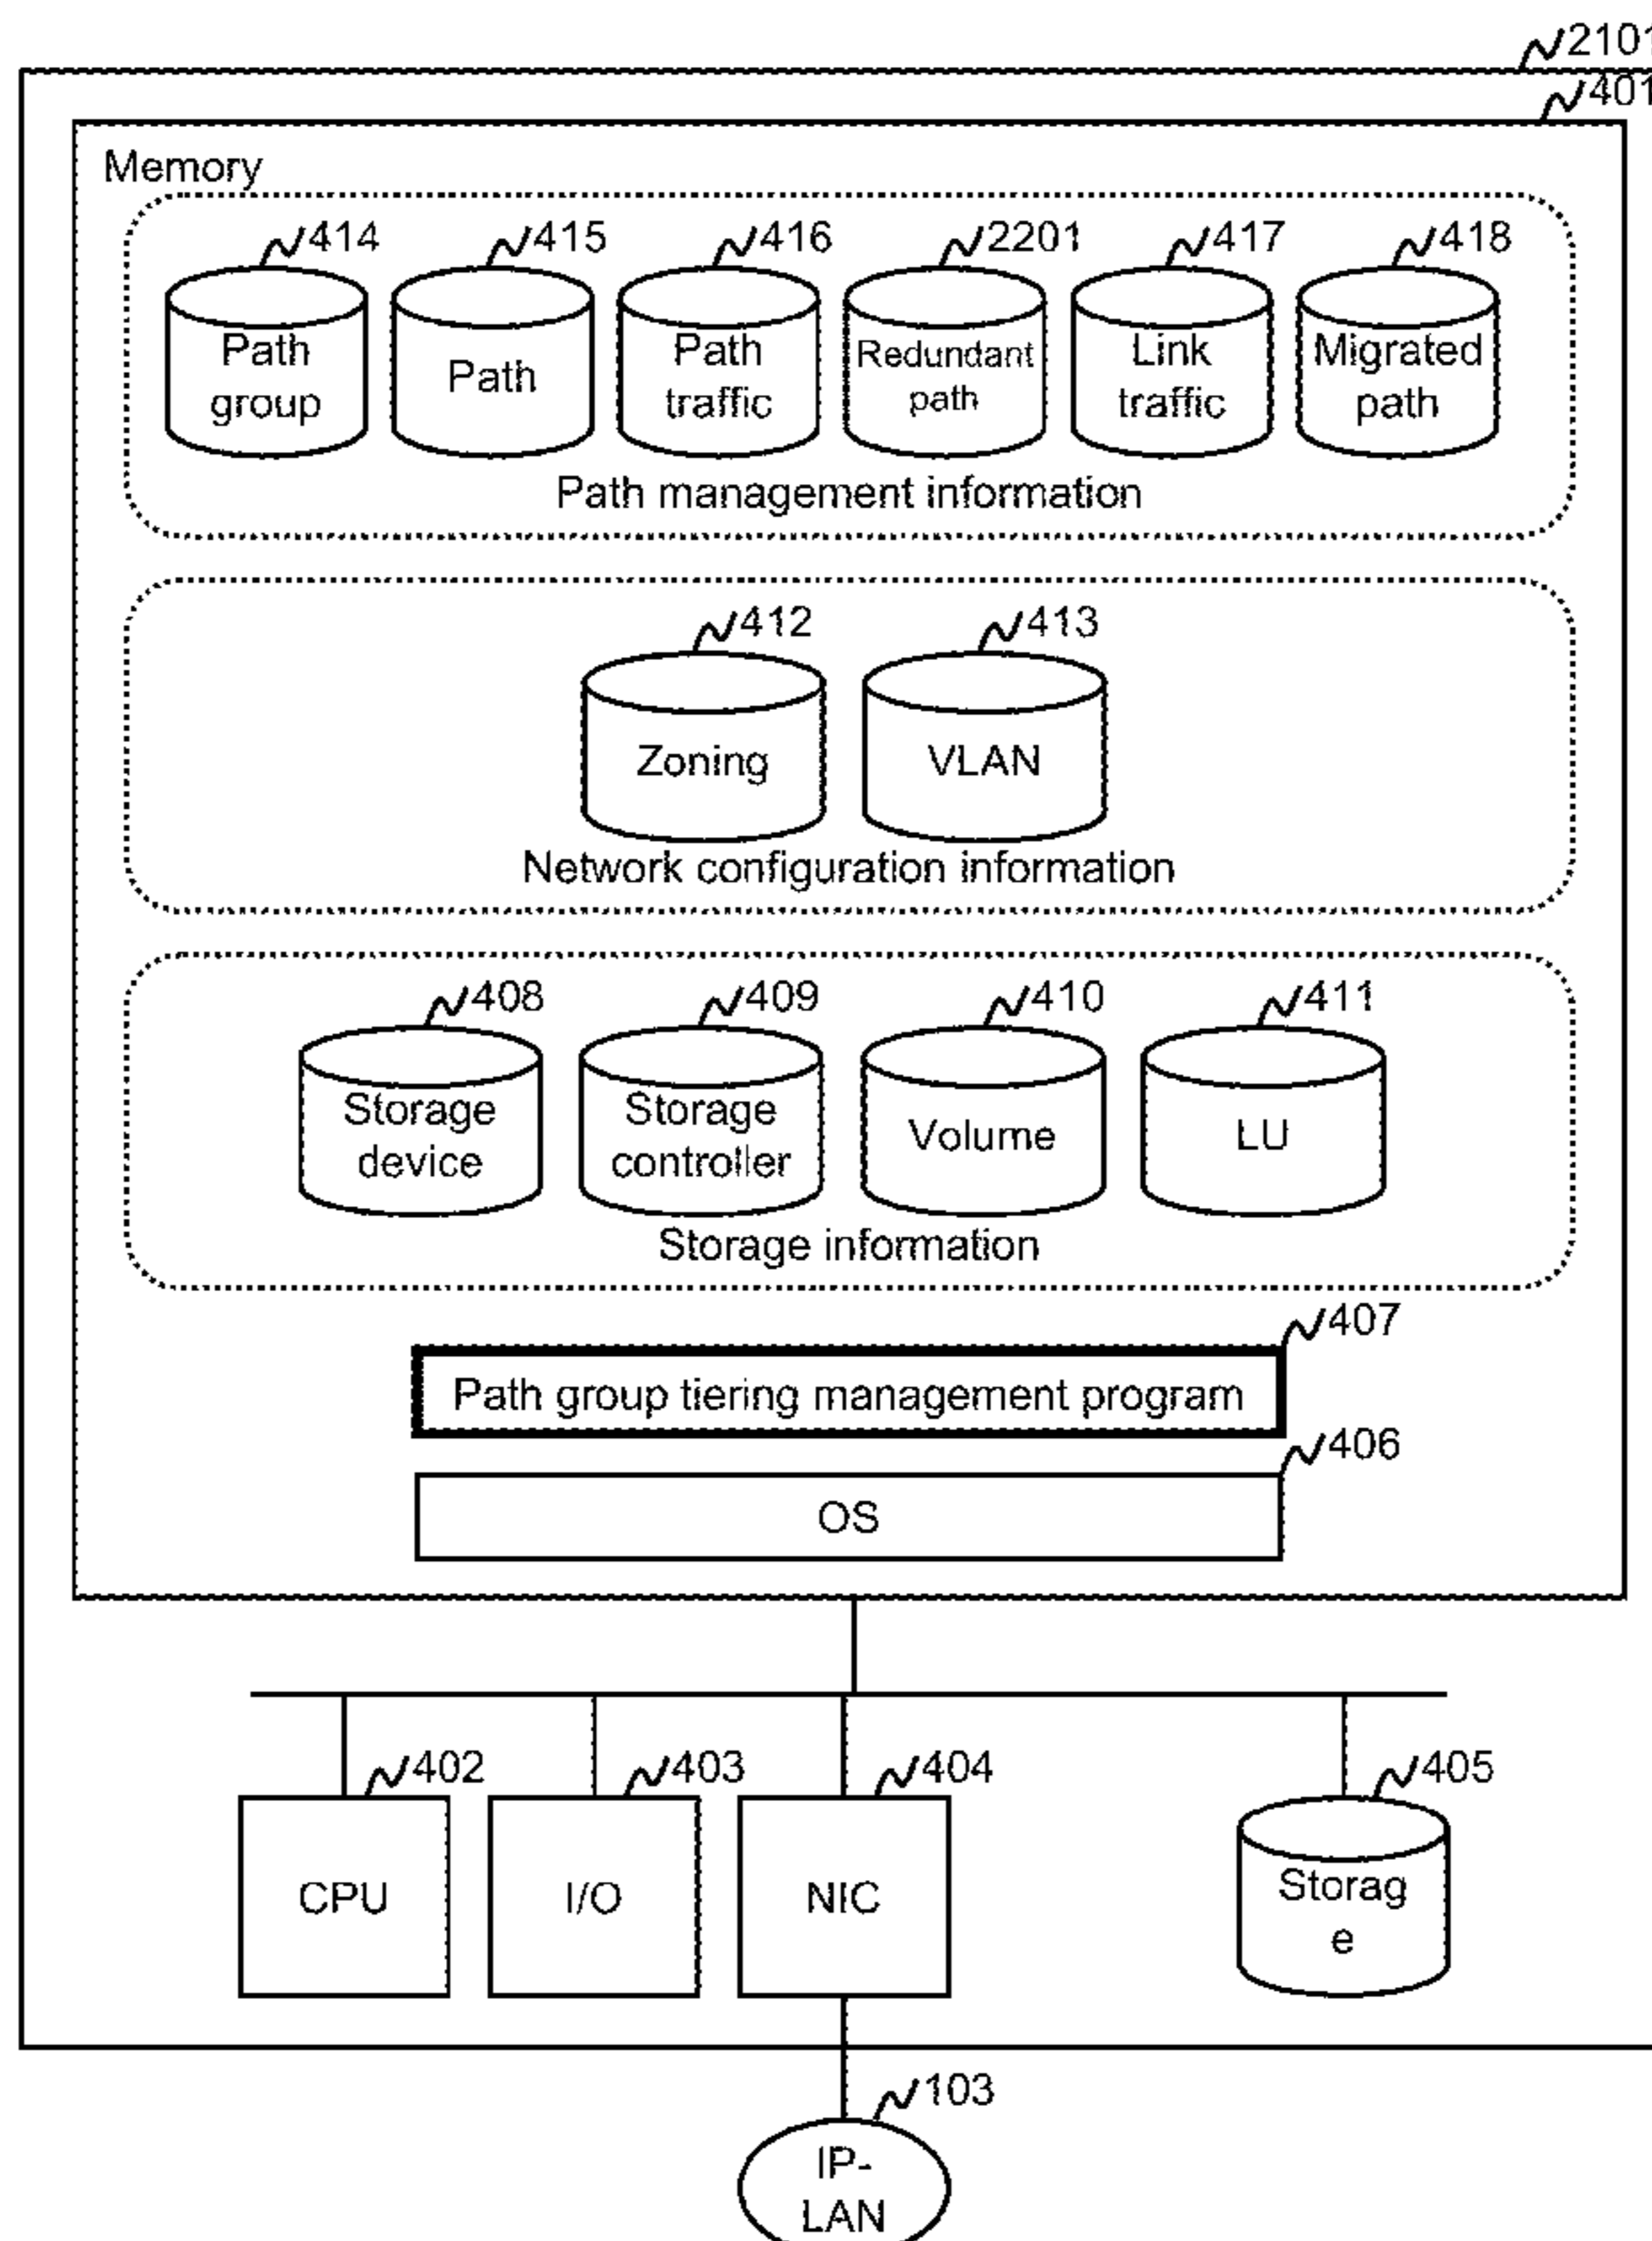 2101
401
Memory
414 415 416 2201 417 418
Path group
Path
Path traffic
Redundant path
Link traffic
Migrated path
Path management information
412 413
Zoning
VLAN
Network configuration information
408 409 410 411
Storage device
Storage controller
Volume
LU
Storage information
407
Path group tiering management program
406
OS
402 403 404 405
CPU
I/O
NIC
Storag
e
103
IP-
LAN